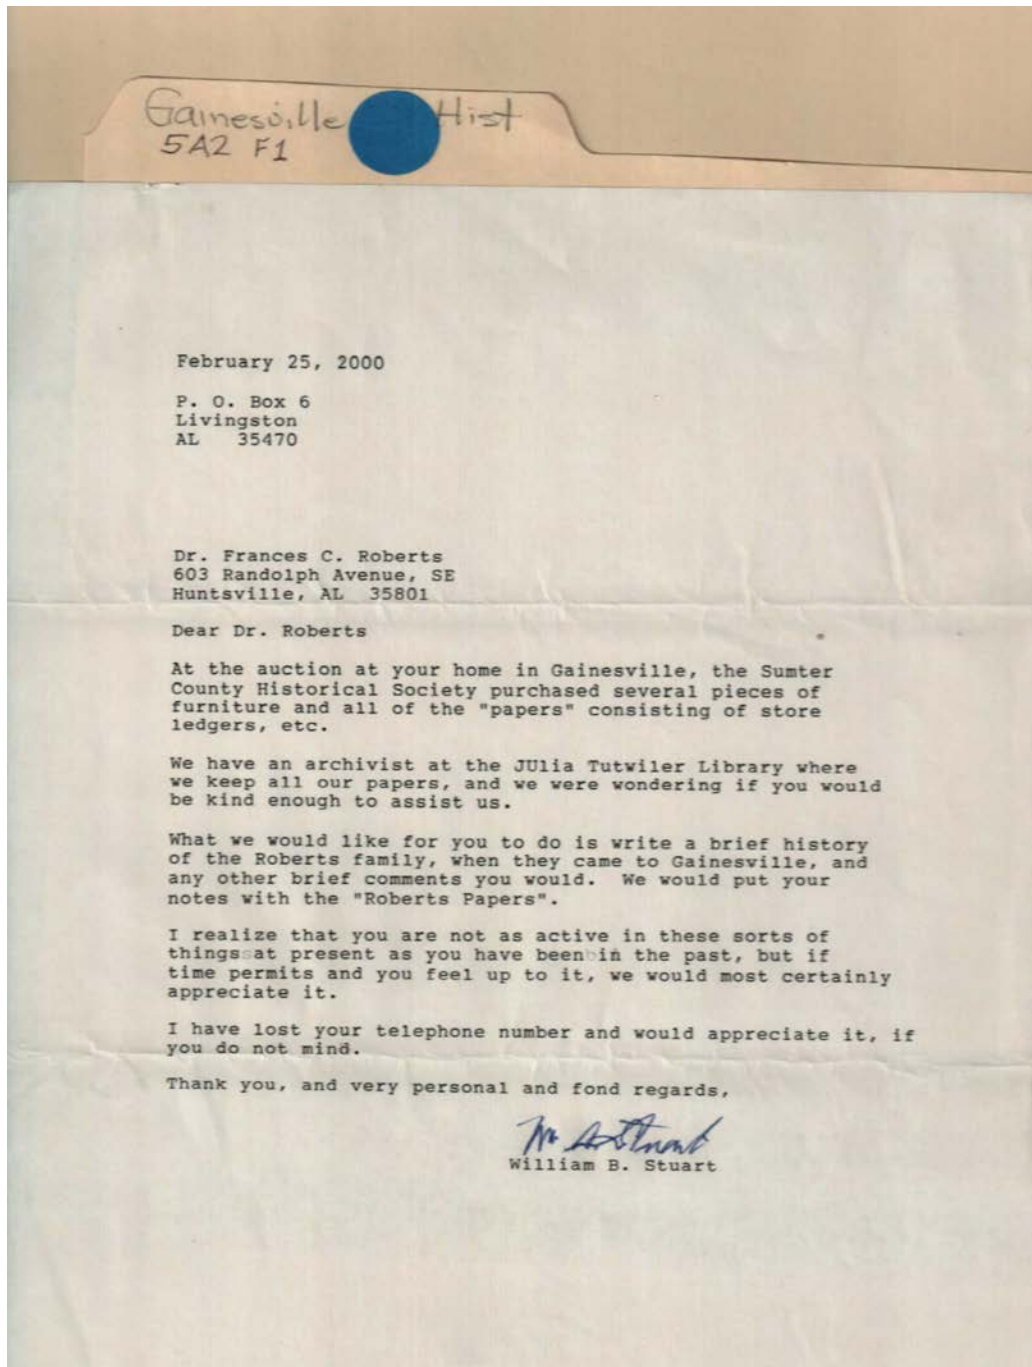 Gainesville Hist
5A2 F1
February 25, 2000
P. O. Box 6
Livingston
AL 35470
Dr. Frances C. Roberts
603 Randolph Avenue, SE
Huntsville, AL 35801
Dear Dr. Roberts
At the auction at your home in Gainesville, the Sumter
County Historical Society purchased several pieces of
furniture and all of the "papers" consisting of store
ledgers, etc.
We have an archivist at the JUlia Tutwiler Library where
we keep all our papers, and we were wondering if you would
be kind enough to assist us.
What we would like for you to do is write a brief history
of the Roberts family, when they came to Gainesville, and
any other brief comments you would. We would put your
notes with the "Roberts Papers".
I realize that you are not as active in these sorts of
things at present as you have been in the past, but if
time permits and you feel up to it, we would most certainly
appreciate it.
I have lost your telephone number and would appreciate it, if
you do not mind.
Thank you, and very personal and fond regards,
Wm B Stuart
William B. Stuart